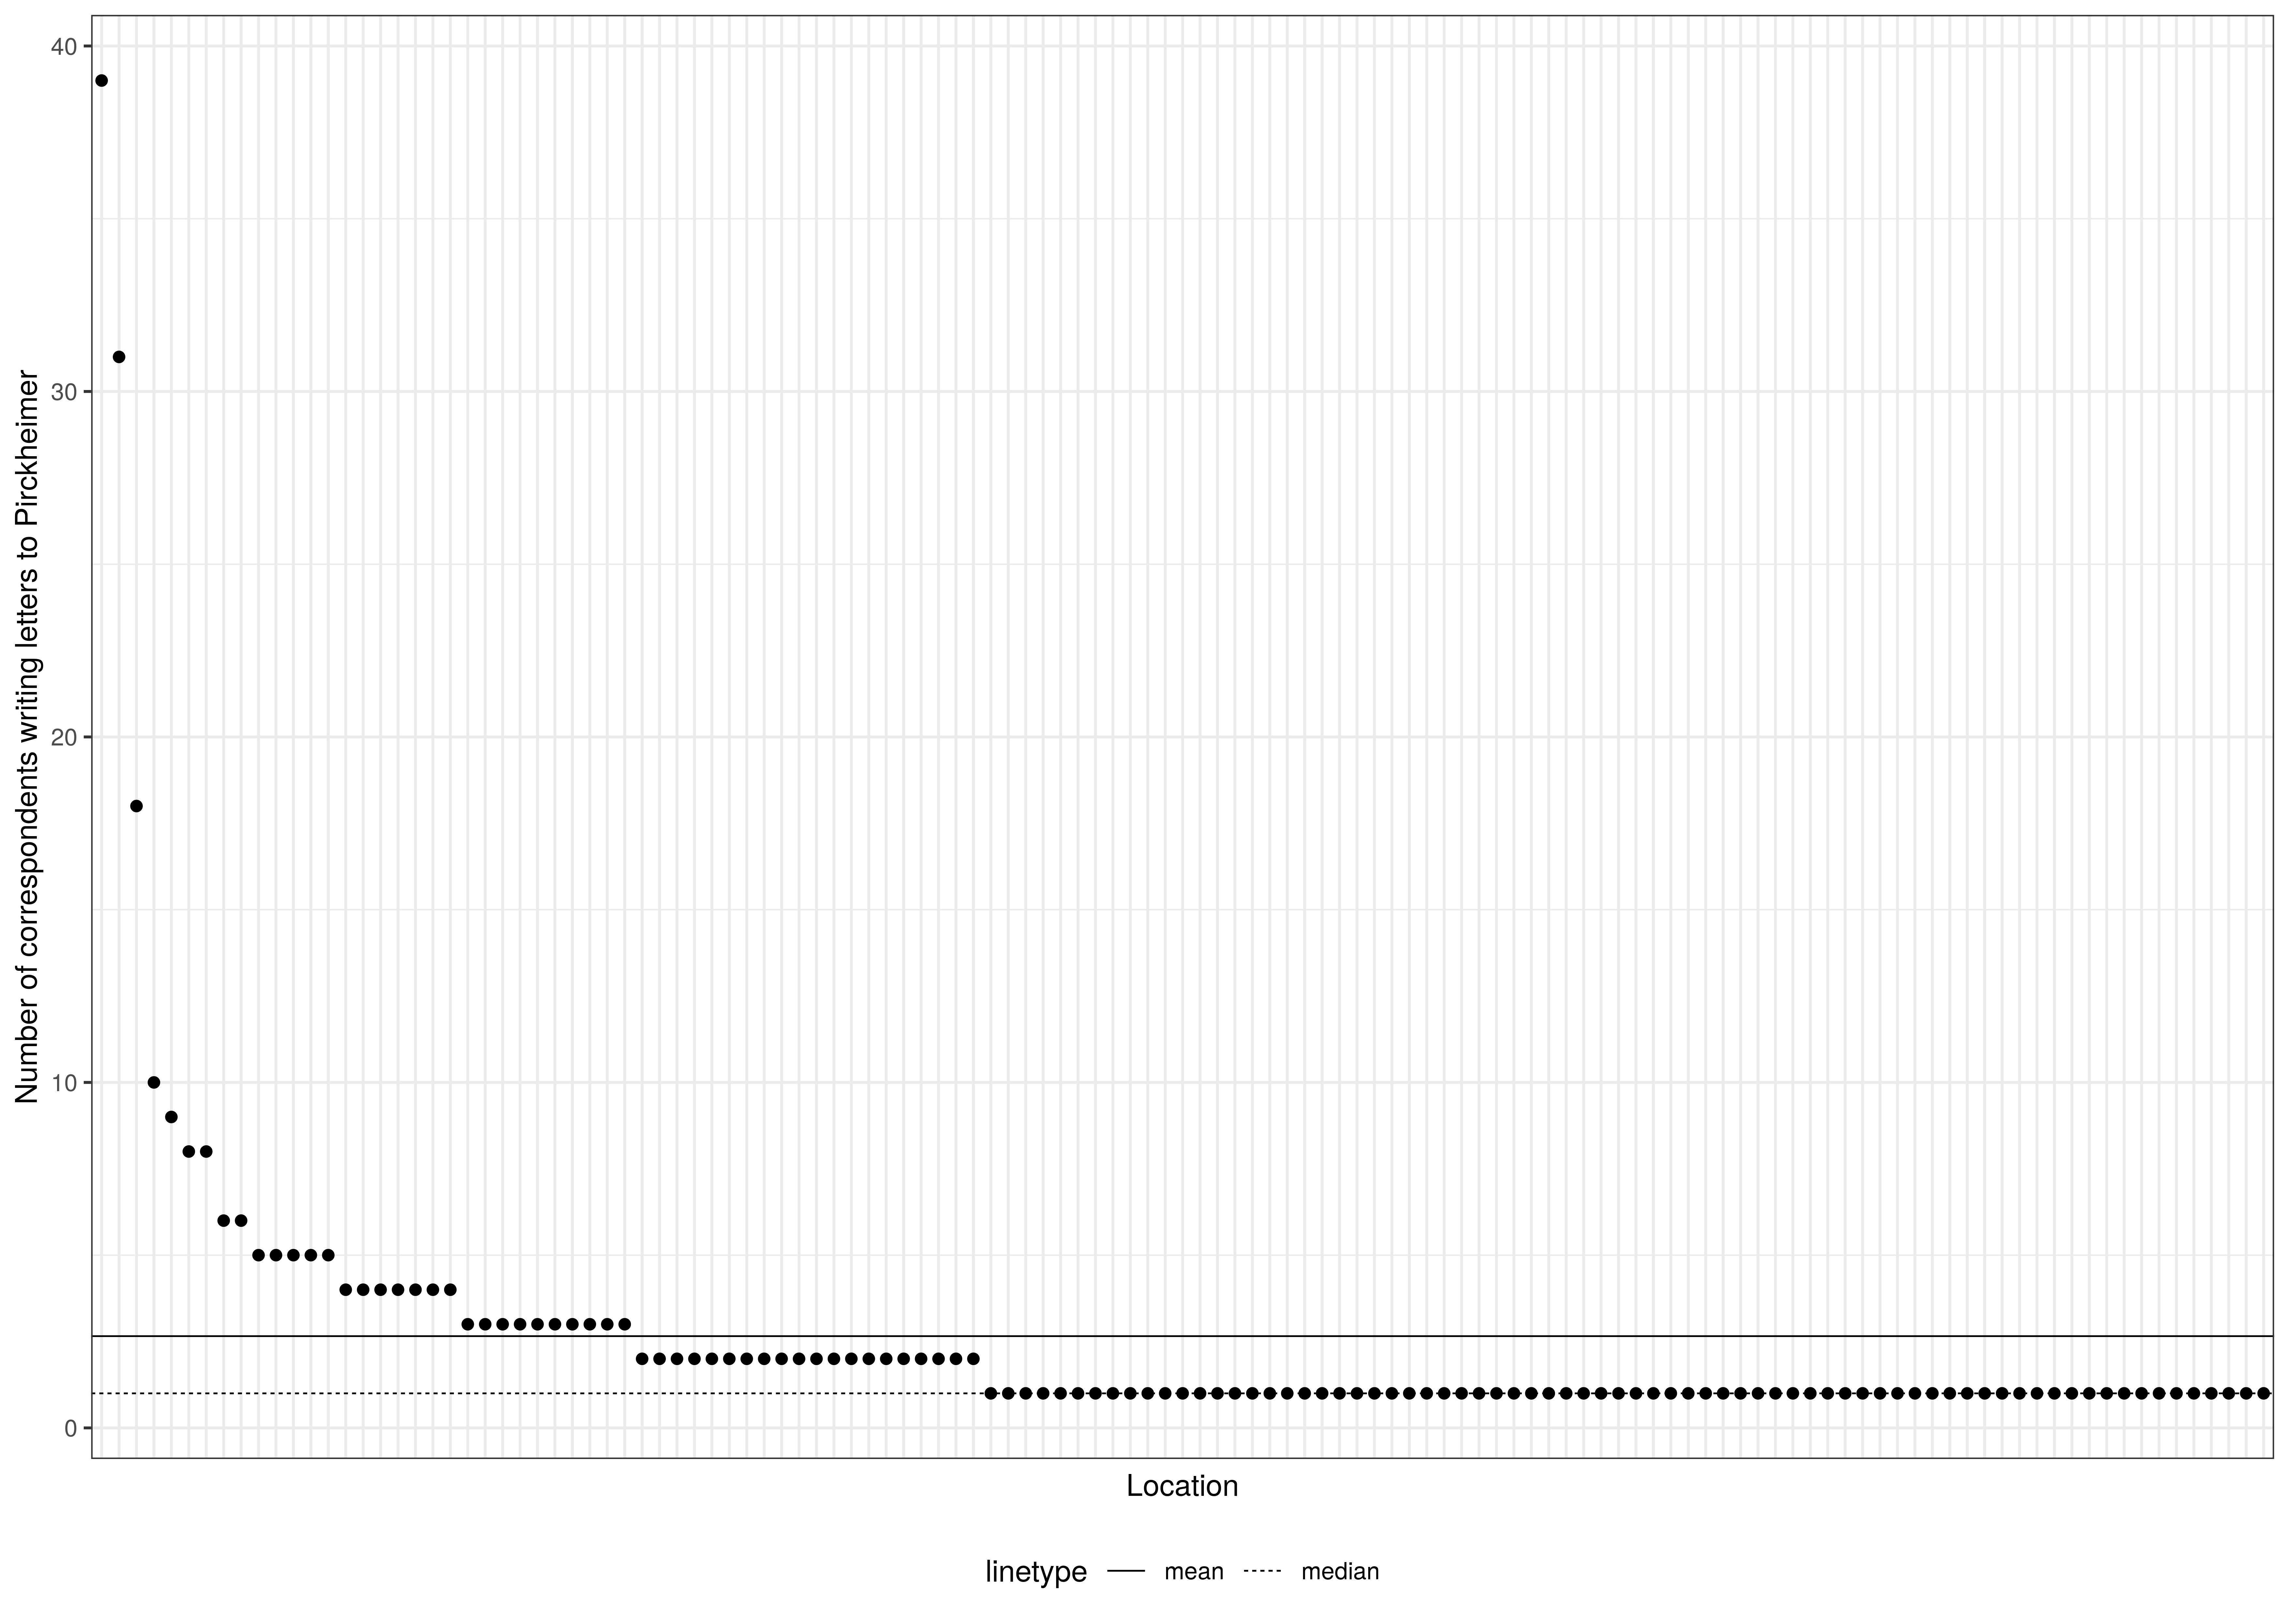 Number of correspondents writing letters to Pirckheimer
40
30
20
10
0
Location
linetype mean median